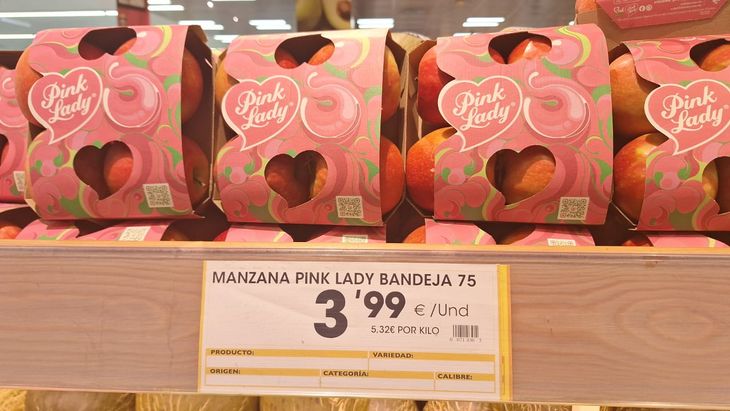 Pink
Lady
Pink
Lady
Pink
Lady
Pink
Lady
MANZANA PINK LADY BANDEJA 75
3'99 € /Und
5,32€ POR KILO
PRODUCTO: VARIEDAD:
ORIGEN: CATEGORÍA: CALIBRE: